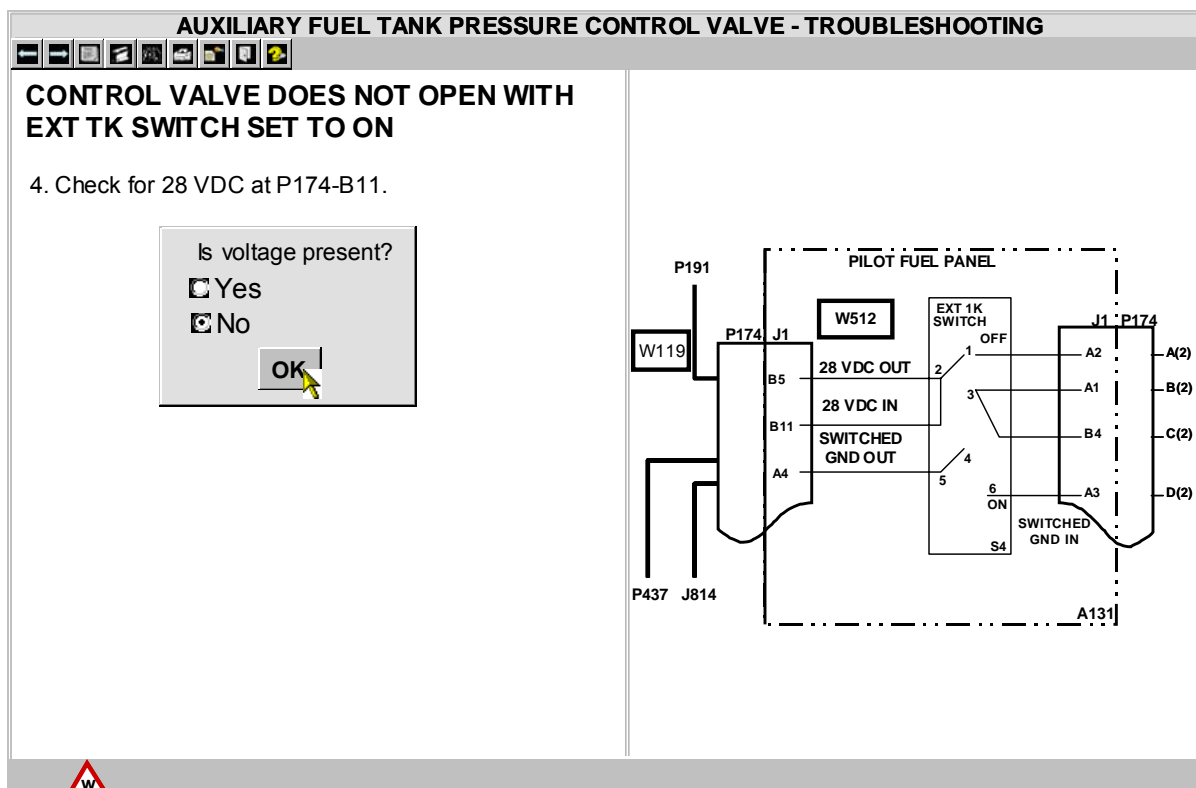 AUXILIARY FUEL TANK PRESSURE CONTROL VALVE - TROUBLESHOOTING
CONTROL VALVE DOES NOT OPEN WITH
EXT TK SWITCH SET TO ON
4. Check for 28 VDC at P174-B11.
Is voltage present?
Yes
No
OK
P191
PILOT FUEL PANEL
W119
P174
J1
W512
EXT 1K
SWITCH
OFF
J1
P174
B5
28 VDC OUT
2
1
A2
A(2)
3
A1
B(2)
B11
28 VDC IN
B4
C(2)
SWITCHED
GND OUT
A4
4
5
6
ON
A3
D(2)
SWITCHED
GND IN
S4
P437
J814
A131
W